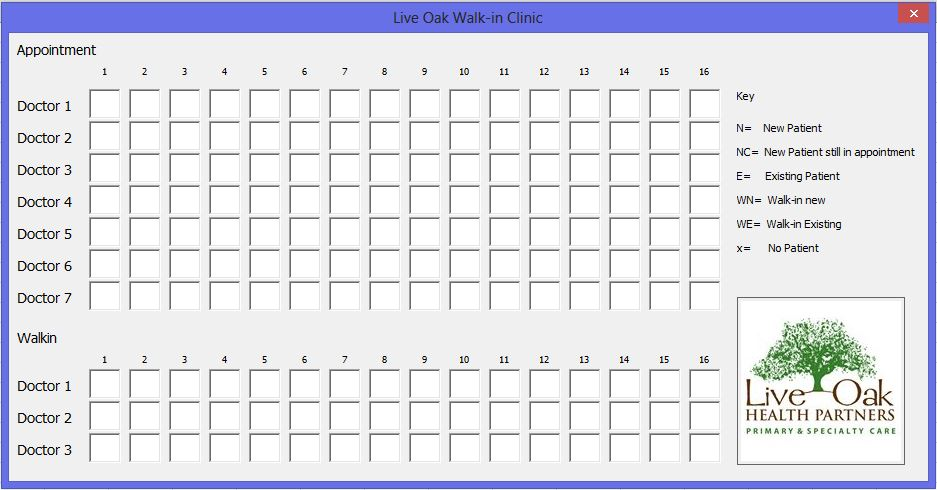 Live Oak Walk-in Clinic
Appointment
1 2 3 4 5 6 7 8 9 10 11 12 13 14 15 16
Doctor 1
Doctor 2
Doctor 3
Doctor 4
Doctor 5
Doctor 6
Doctor 7
Key
N= New Patient
NC= New Patient still in appointment
E= Existing Patient
WN= Walk-in new
WE= Walk-in Existing
x= No Patient
Walkin
1 2 3 4 5 6 7 8 9 10 11 12 13 14 15 16
Doctor 1
Doctor 2
Doctor 3
Live Oak
HEALTH PARTNERS
PRIMARY & SPECIALTY CARE